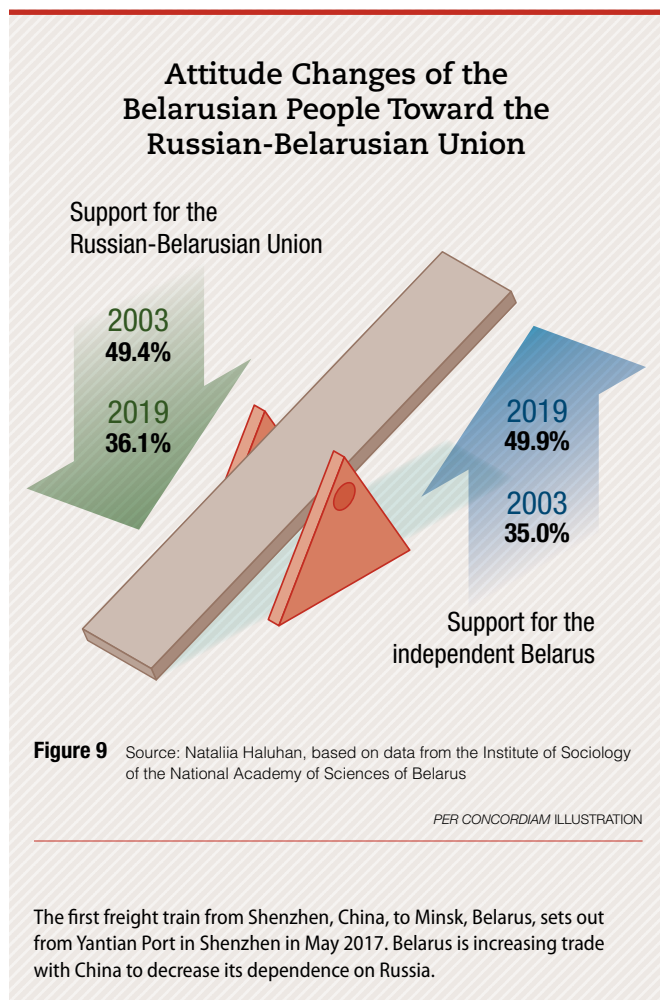 Attitude Changes of the
Belarusian People Toward the
Russian-Belarusian Union
Support for the
Russian-Belarusian Union
2003
49.4%
2019
36.1%
2019
49.9%
2003
35.0%
Support for the
independent Belarus
Figure 9 Source: Nataliia Haluhan, based on data from the Institute of Sociology
of the National Academy of Sciences of Belarus
PER CONCORDIAM ILLUSTRATION
The first freight train from Shenzhen, China, to Minsk, Belarus, sets out
from Yantian Port in Shenzhen in May 2017. Belarus is increasing trade
with China to decrease its dependence on Russia.